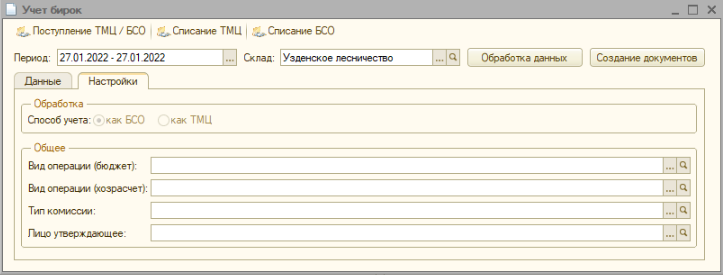 Учет бирок
Поступление ТМЦ / БСО Списание ТМЦ Списание БСО
Период: 27.01.2022 - 27.01.2022 ... Склад: Узденское лесничество ... Обработка данных Создание документов
Данные Настройки
Обработка
Способ учета: как БСО как ТМЦ
Общее
Вид операции (бюджет): ...
Вид операции (хозрасчет): ...
Тип комиссии: ...
Лицо утверждающее: ...